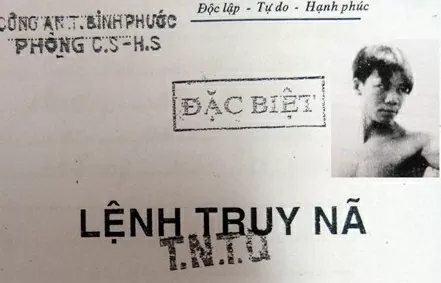 CÔNG AN.T.BÌNH PHƯỚC
Độc lập - Tự do - Hạnh phúc
PHÒNG C.S-H.S
ĐẶC BIỆT
LỆNH TRUY NÃ
T.N.T.Q